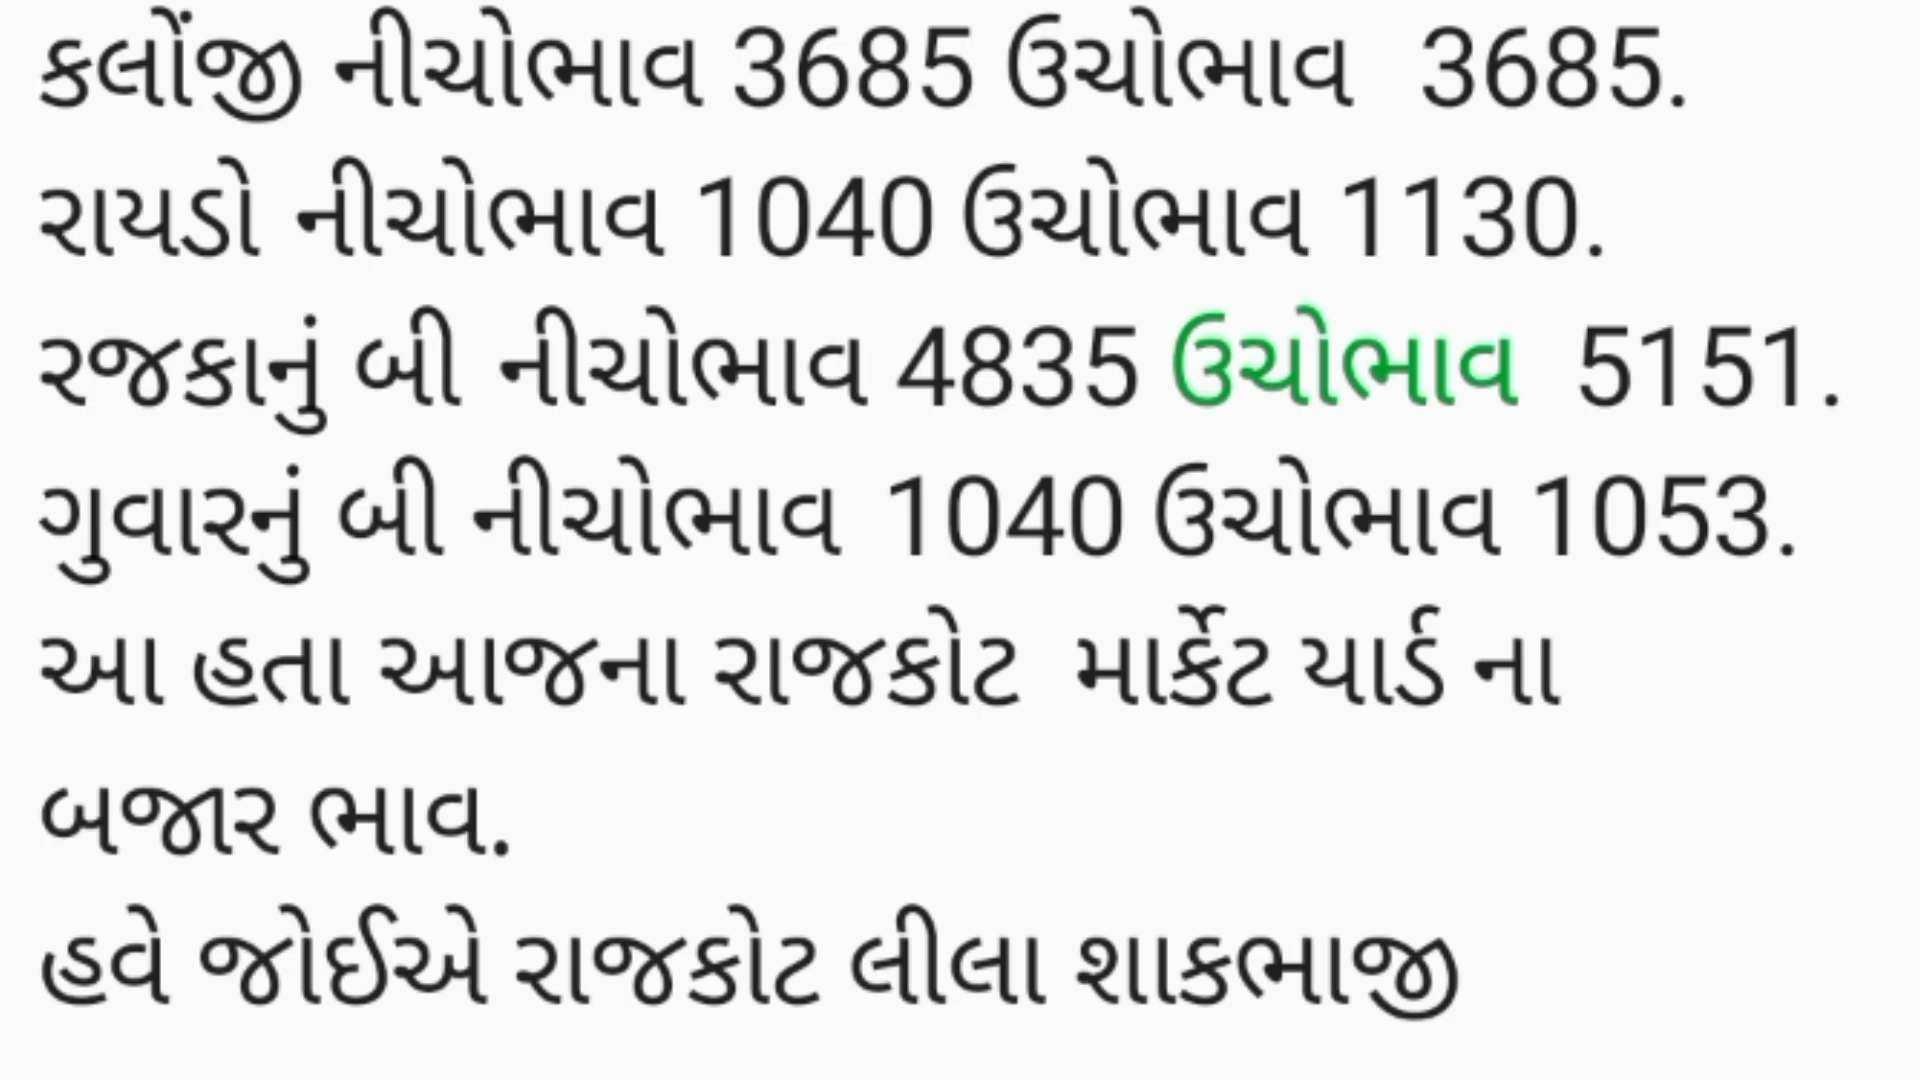 કલોંજી નીચોભાવ 3685 ઉચોભાવ 3685.
રાયડો નીચોભાવ 1040 ઉચોભાવ 1130.
રજકાનું બી નીચોભાવ 4835 ઉચોભાવ 5151.
ગુવારનું બી નીચોભાવ 1040 ઉચોભાવ 1053.
આ હતા આજના રાજકોટ માર્કેટ યાર્ડ ના
બજાર ભાવ.
હવે જોઈએ રાજકોટ લીલા શાકભાજી